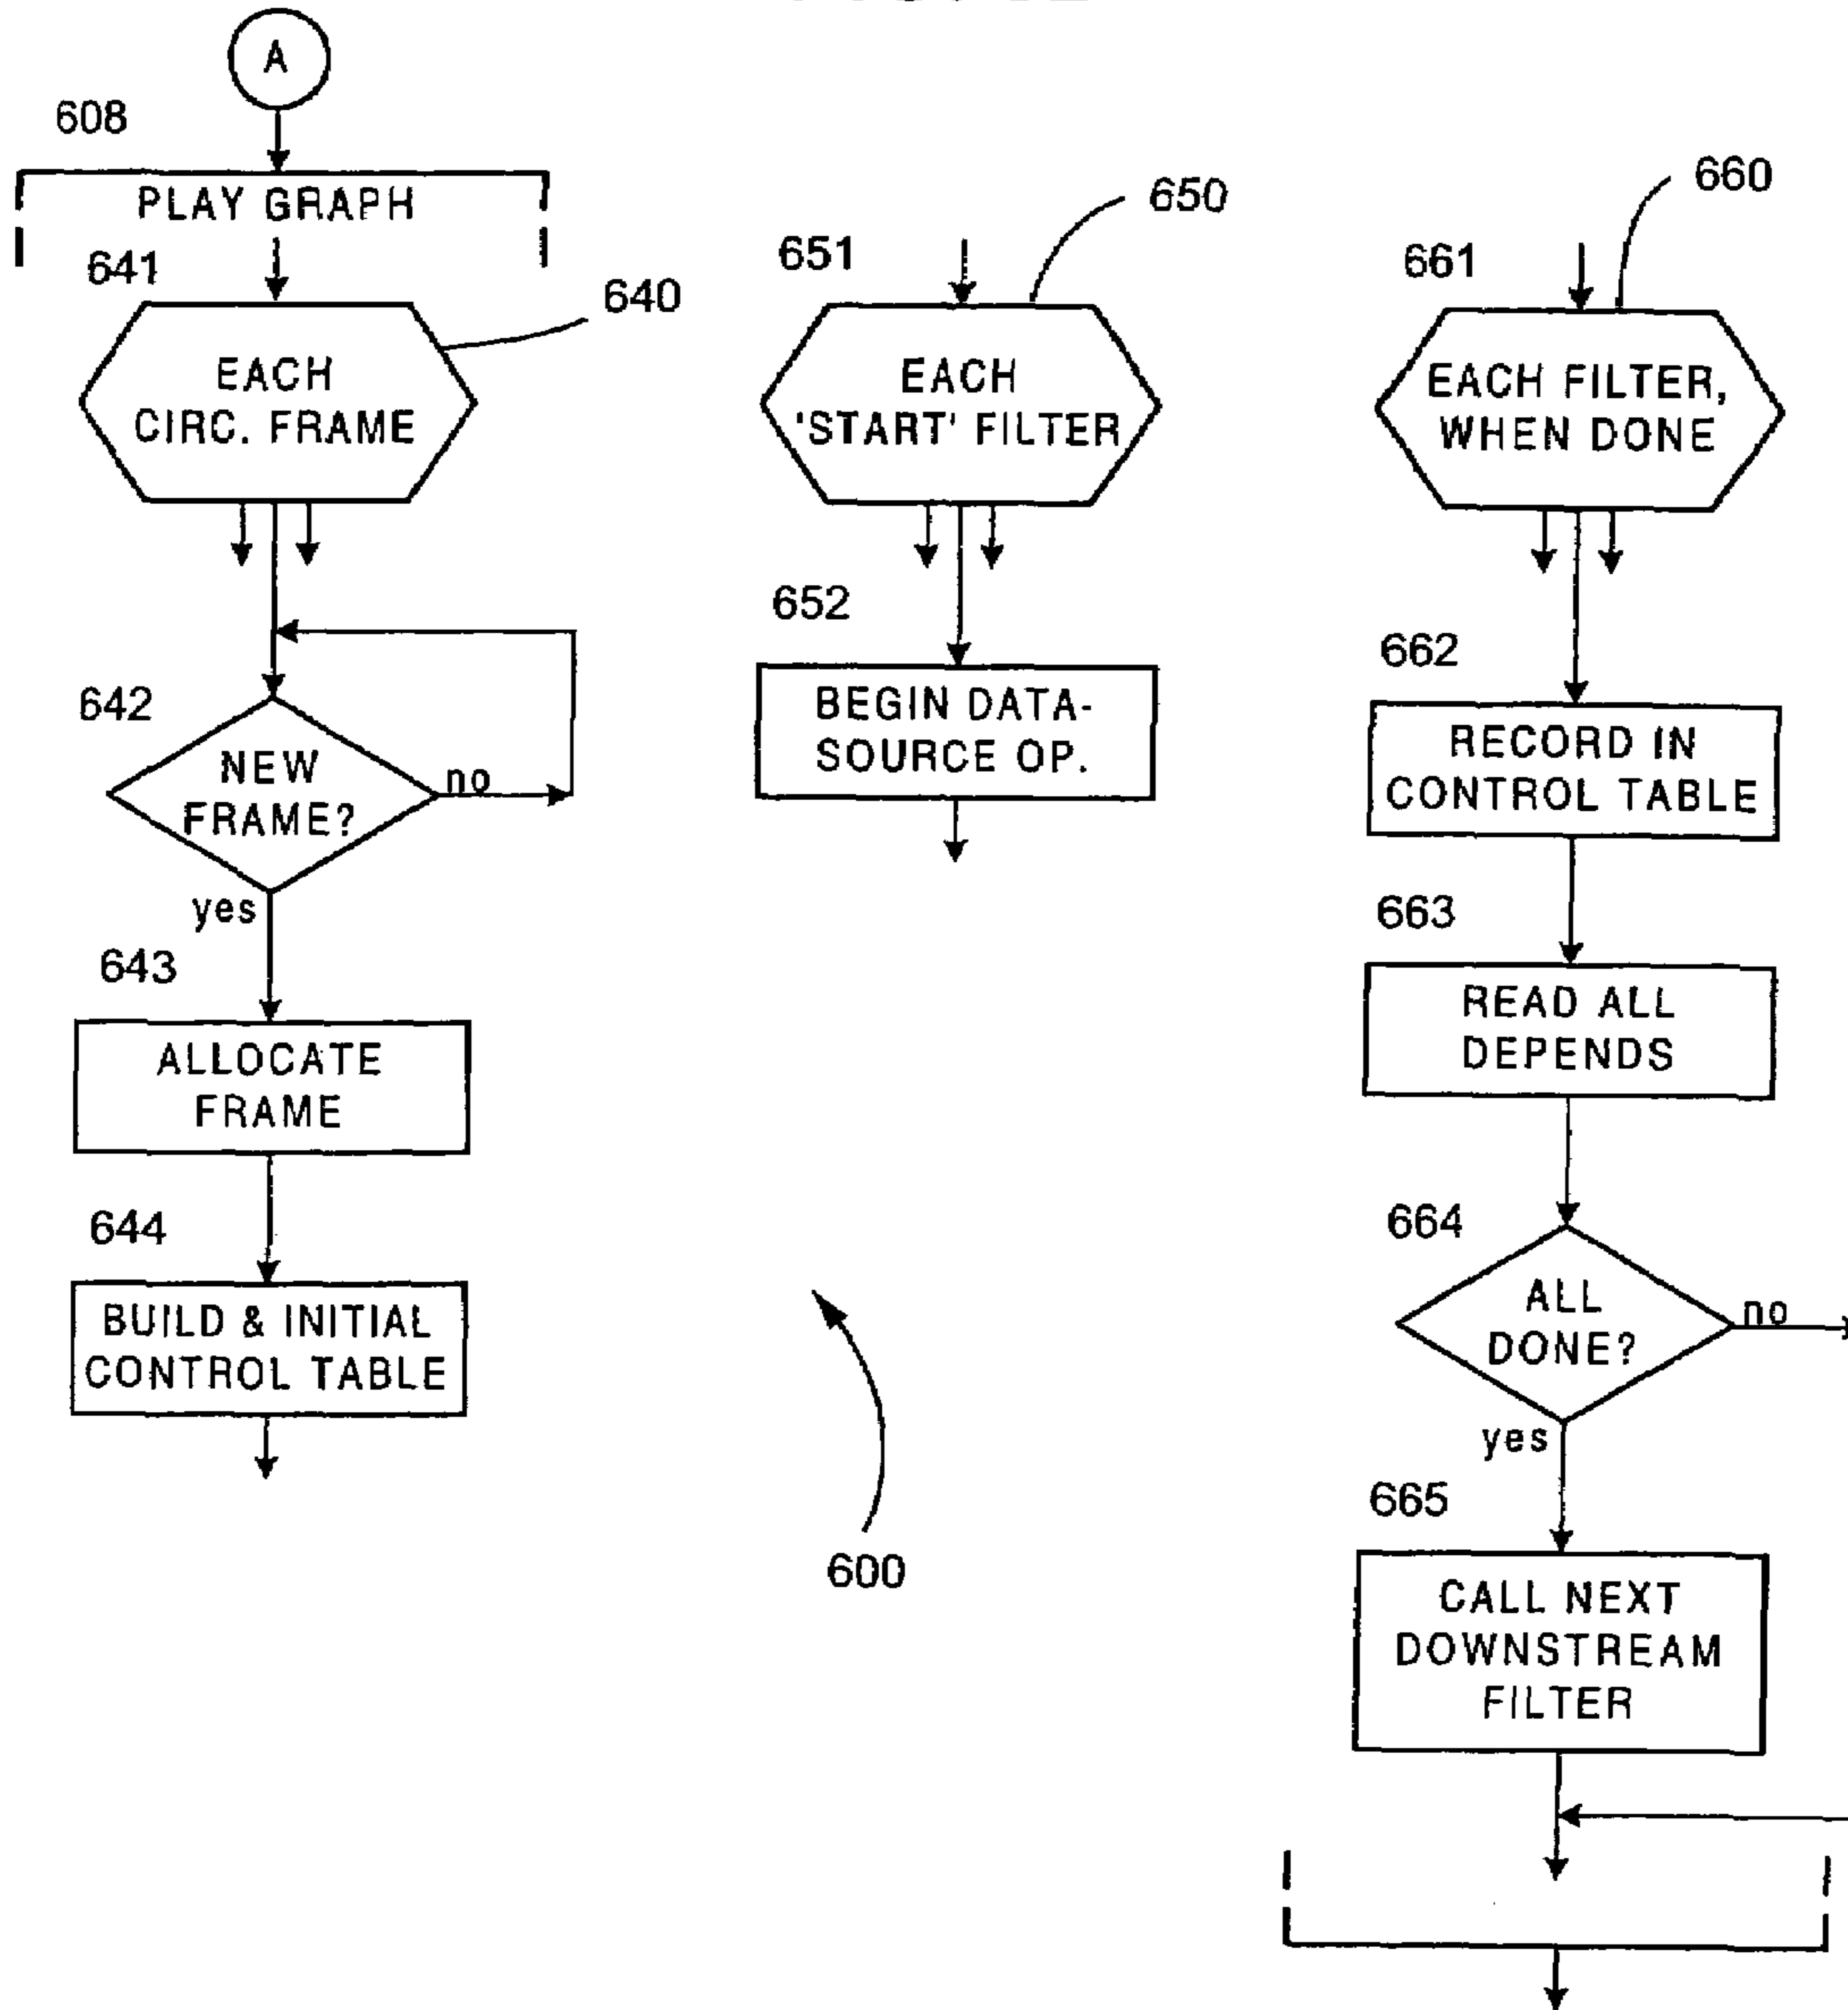 A
608
PLAY GRAPH
641
640
EACH
CIRC. FRAME
642
NEW
FRAME?
no
yes
643
ALLOCATE
FRAME
644
BUILD & INITIAL
CONTROL TABLE
651
650
EACH
'START' FILTER
652
BEGIN DATA-
SOURCE OP.
600
661
660
EACH FILTER,
WHEN DONE
662
RECORD IN
CONTROL TABLE
663
READ ALL
DEPENDS
664
ALL
DONE?
no
yes
665
CALL NEXT
DOWNSTREAM
FILTER